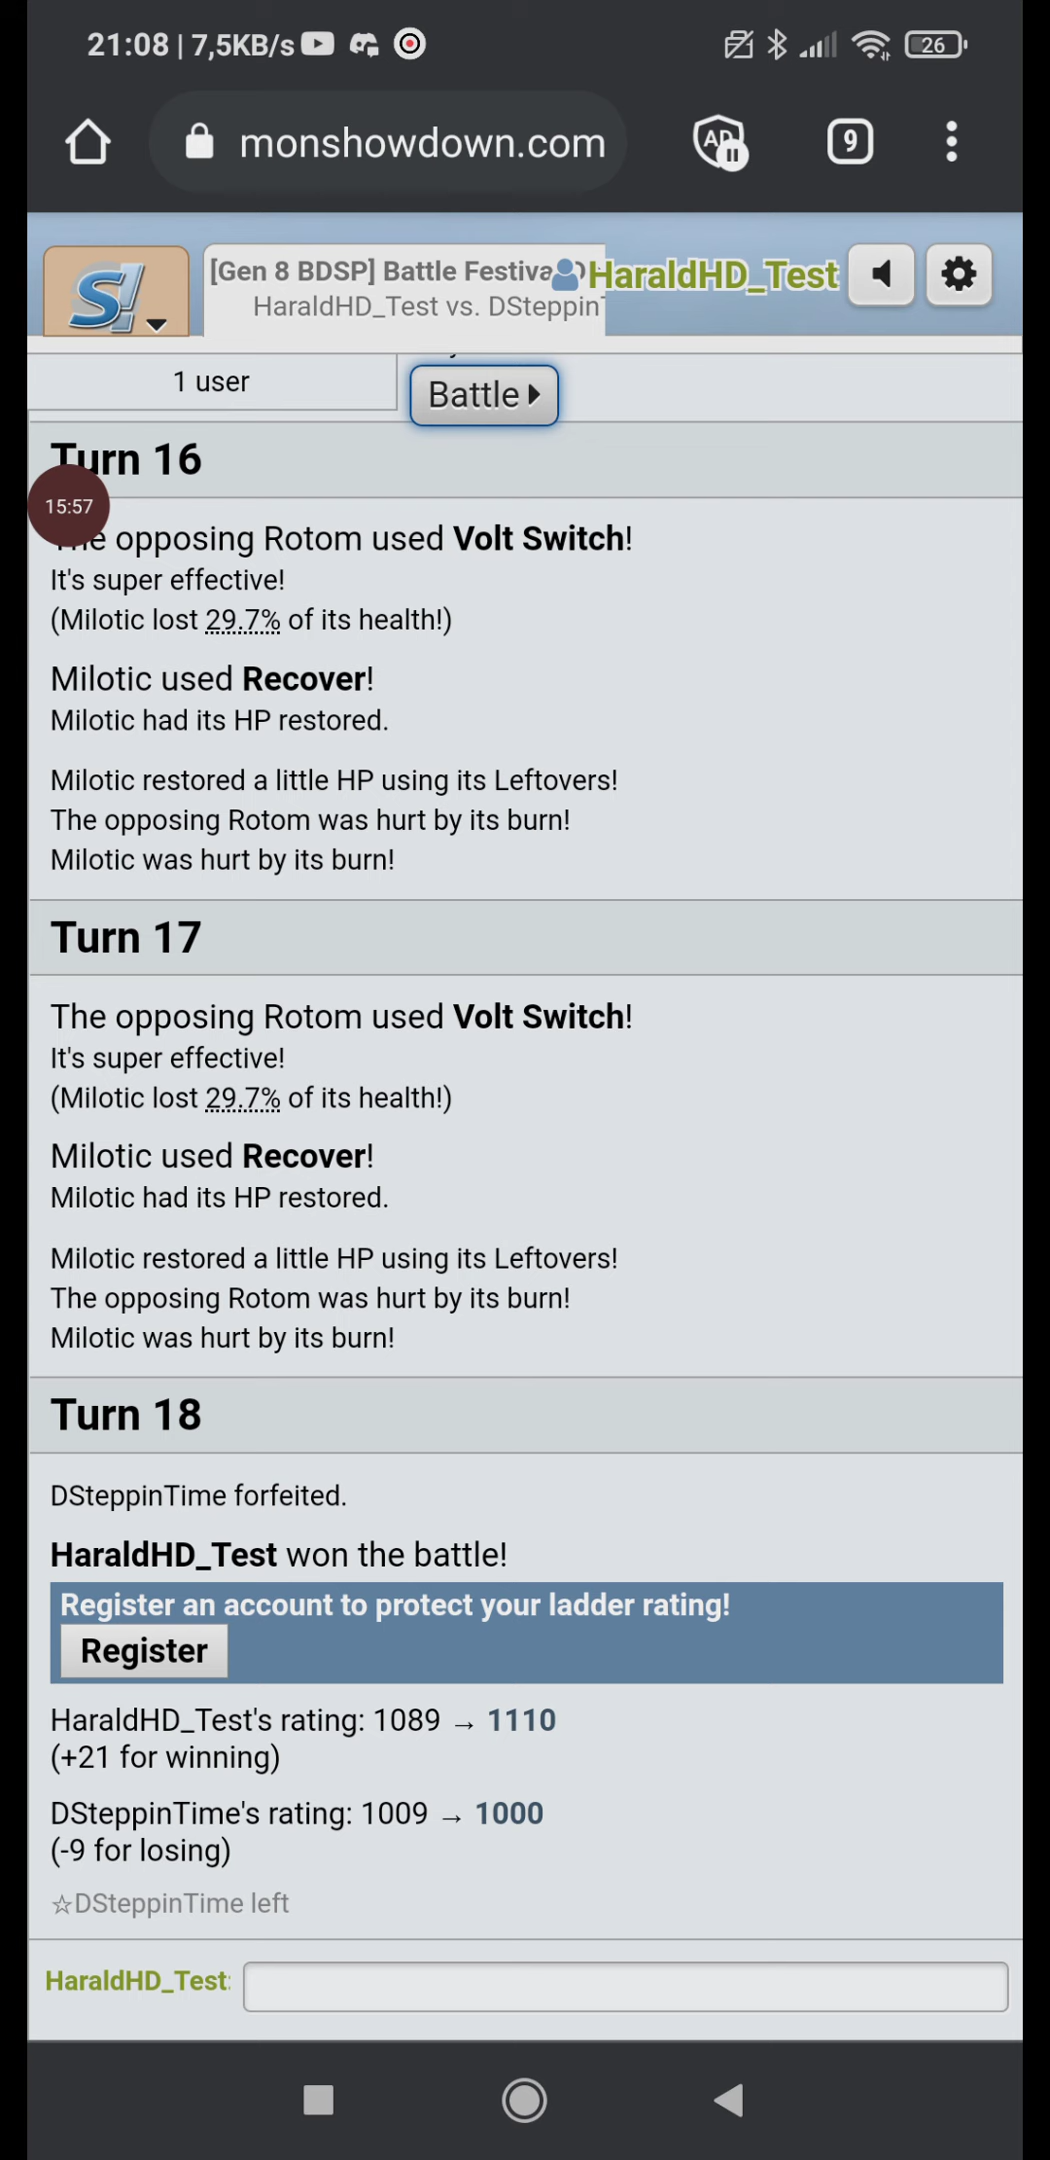 21:08 | 7,5KB/s
26
monshowdown.com
AD
9
S!
[Gen 8 BDSP] Battle Festiva
HaraldHD_Test vs. DSteppinT
HaraldHD_Test
1 user
Battle
Turn 16
15:57
The opposing Rotom used Volt Switch!
It's super effective!
(Milotic lost 29.7% of its health!)
Milotic used Recover!
Milotic had its HP restored.
Milotic restored a little HP using its Leftovers!
The opposing Rotom was hurt by its burn!
Milotic was hurt by its burn!
Turn 17
The opposing Rotom used Volt Switch!
It's super effective!
(Milotic lost 29.7% of its health!)
Milotic used Recover!
Milotic had its HP restored.
Milotic restored a little HP using its Leftovers!
The opposing Rotom was hurt by its burn!
Milotic was hurt by its burn!
Turn 18
DSteppinTime forfeited.
HaraldHD_Test won the battle!
Register an account to protect your ladder rating!
Register
HaraldHD_Test's rating: 1089 → 1110
(+21 for winning)
DSteppinTime's rating: 1009 → 1000
(-9 for losing)
☆DSteppinTime left
HaraldHD_Test: